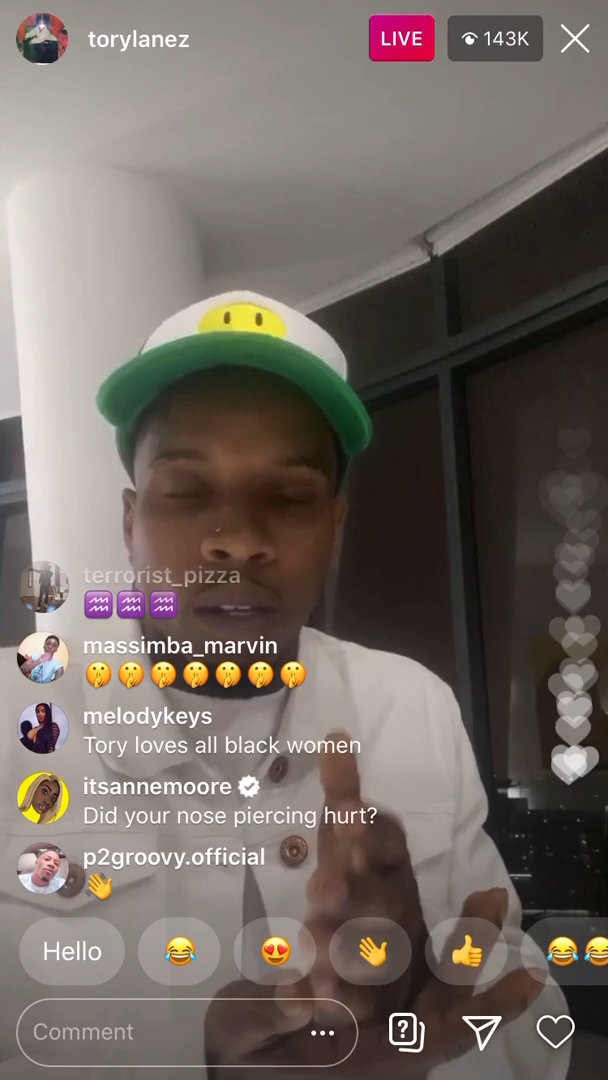 torylanez
LIVE
143K
terrorist_pizza
♒♒♒
massimba_marvin
🤫🤫🤫🤫🤫🤫🤫
melodykeys
Tory loves all black women
itsannemoore
Did your nose piercing hurt?
p2groovy.official
👋
Hello 😂 😍 👋 👍 😂😂
Comment